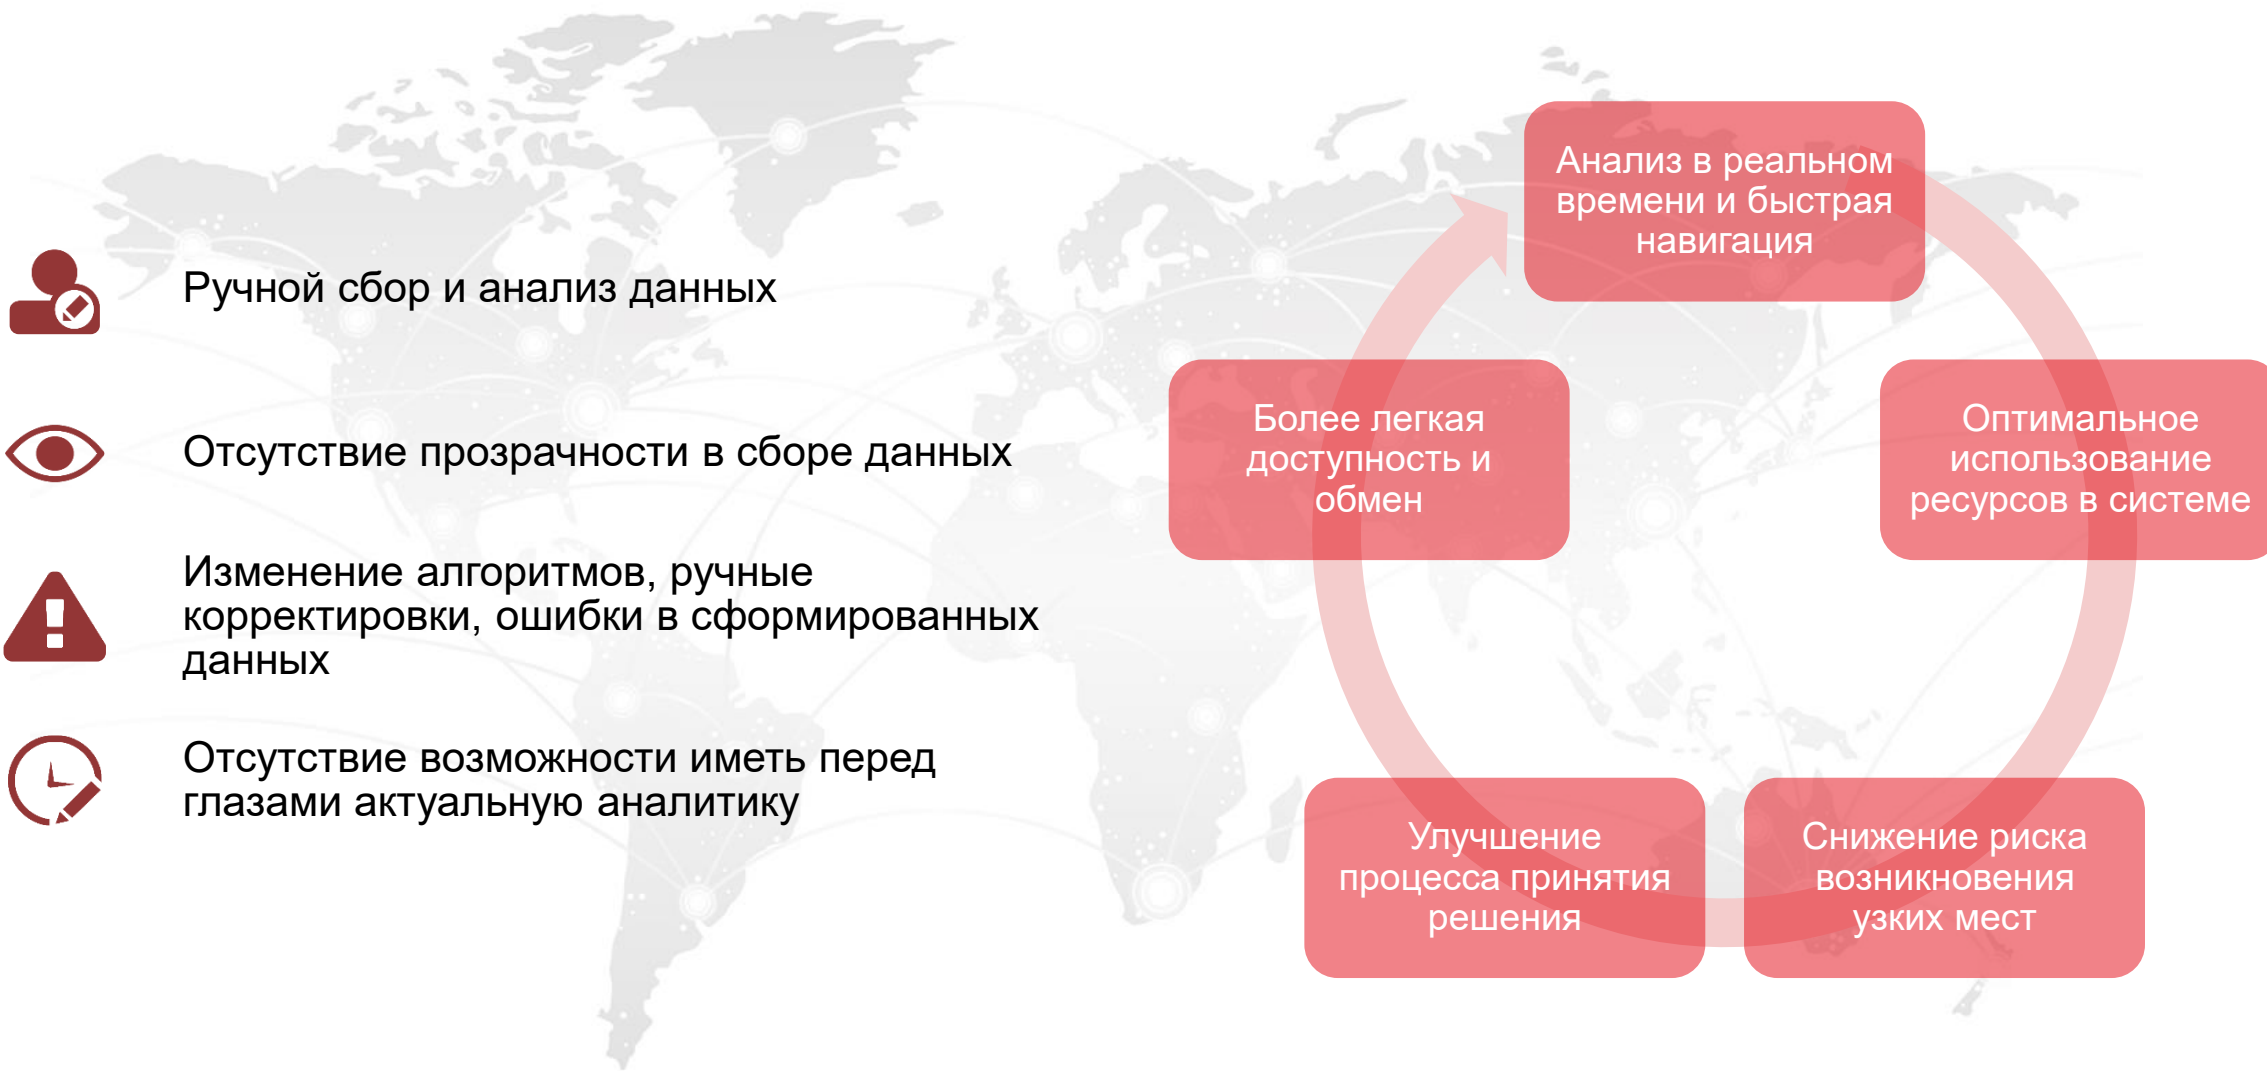 Ручной сбор и анализ данных
Отсутствие прозрачности в сборе данных
Изменение алгоритмов, ручные
корректировки, ошибки в сформированных
данных
Отсутствие возможности иметь перед
глазами актуальную аналитику
Анализ в реальном
времени и быстрая
навигация
Оптимальное
использование
ресурсов в системе
Снижение риска
возникновения
узких мест
Улучшение
процесса принятия
решения
Более легкая
доступность и
обмен